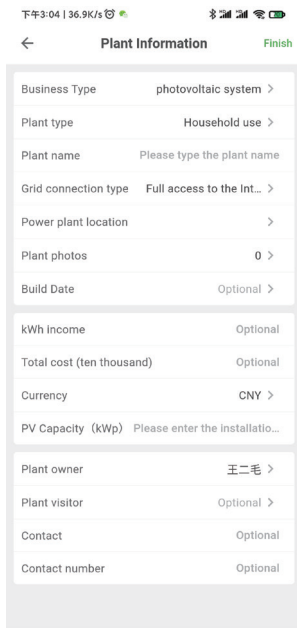 下午3:04 | 36.9K/s
Plant Information
Finish
Business Type photovoltaic system >
Plant type Household use >
Plant name Please type the plant name
Grid connection type Full access to the Int... >
Power plant location >
Plant photos 0 >
Build Date Optional >
kWh income Optional
Total cost (ten thousand) Optional
Currency CNY >
PV Capacity（kWp） Please enter the installatio...
Plant owner 王二毛 >
Plant visitor Optional >
Contact Optional
Contact number Optional